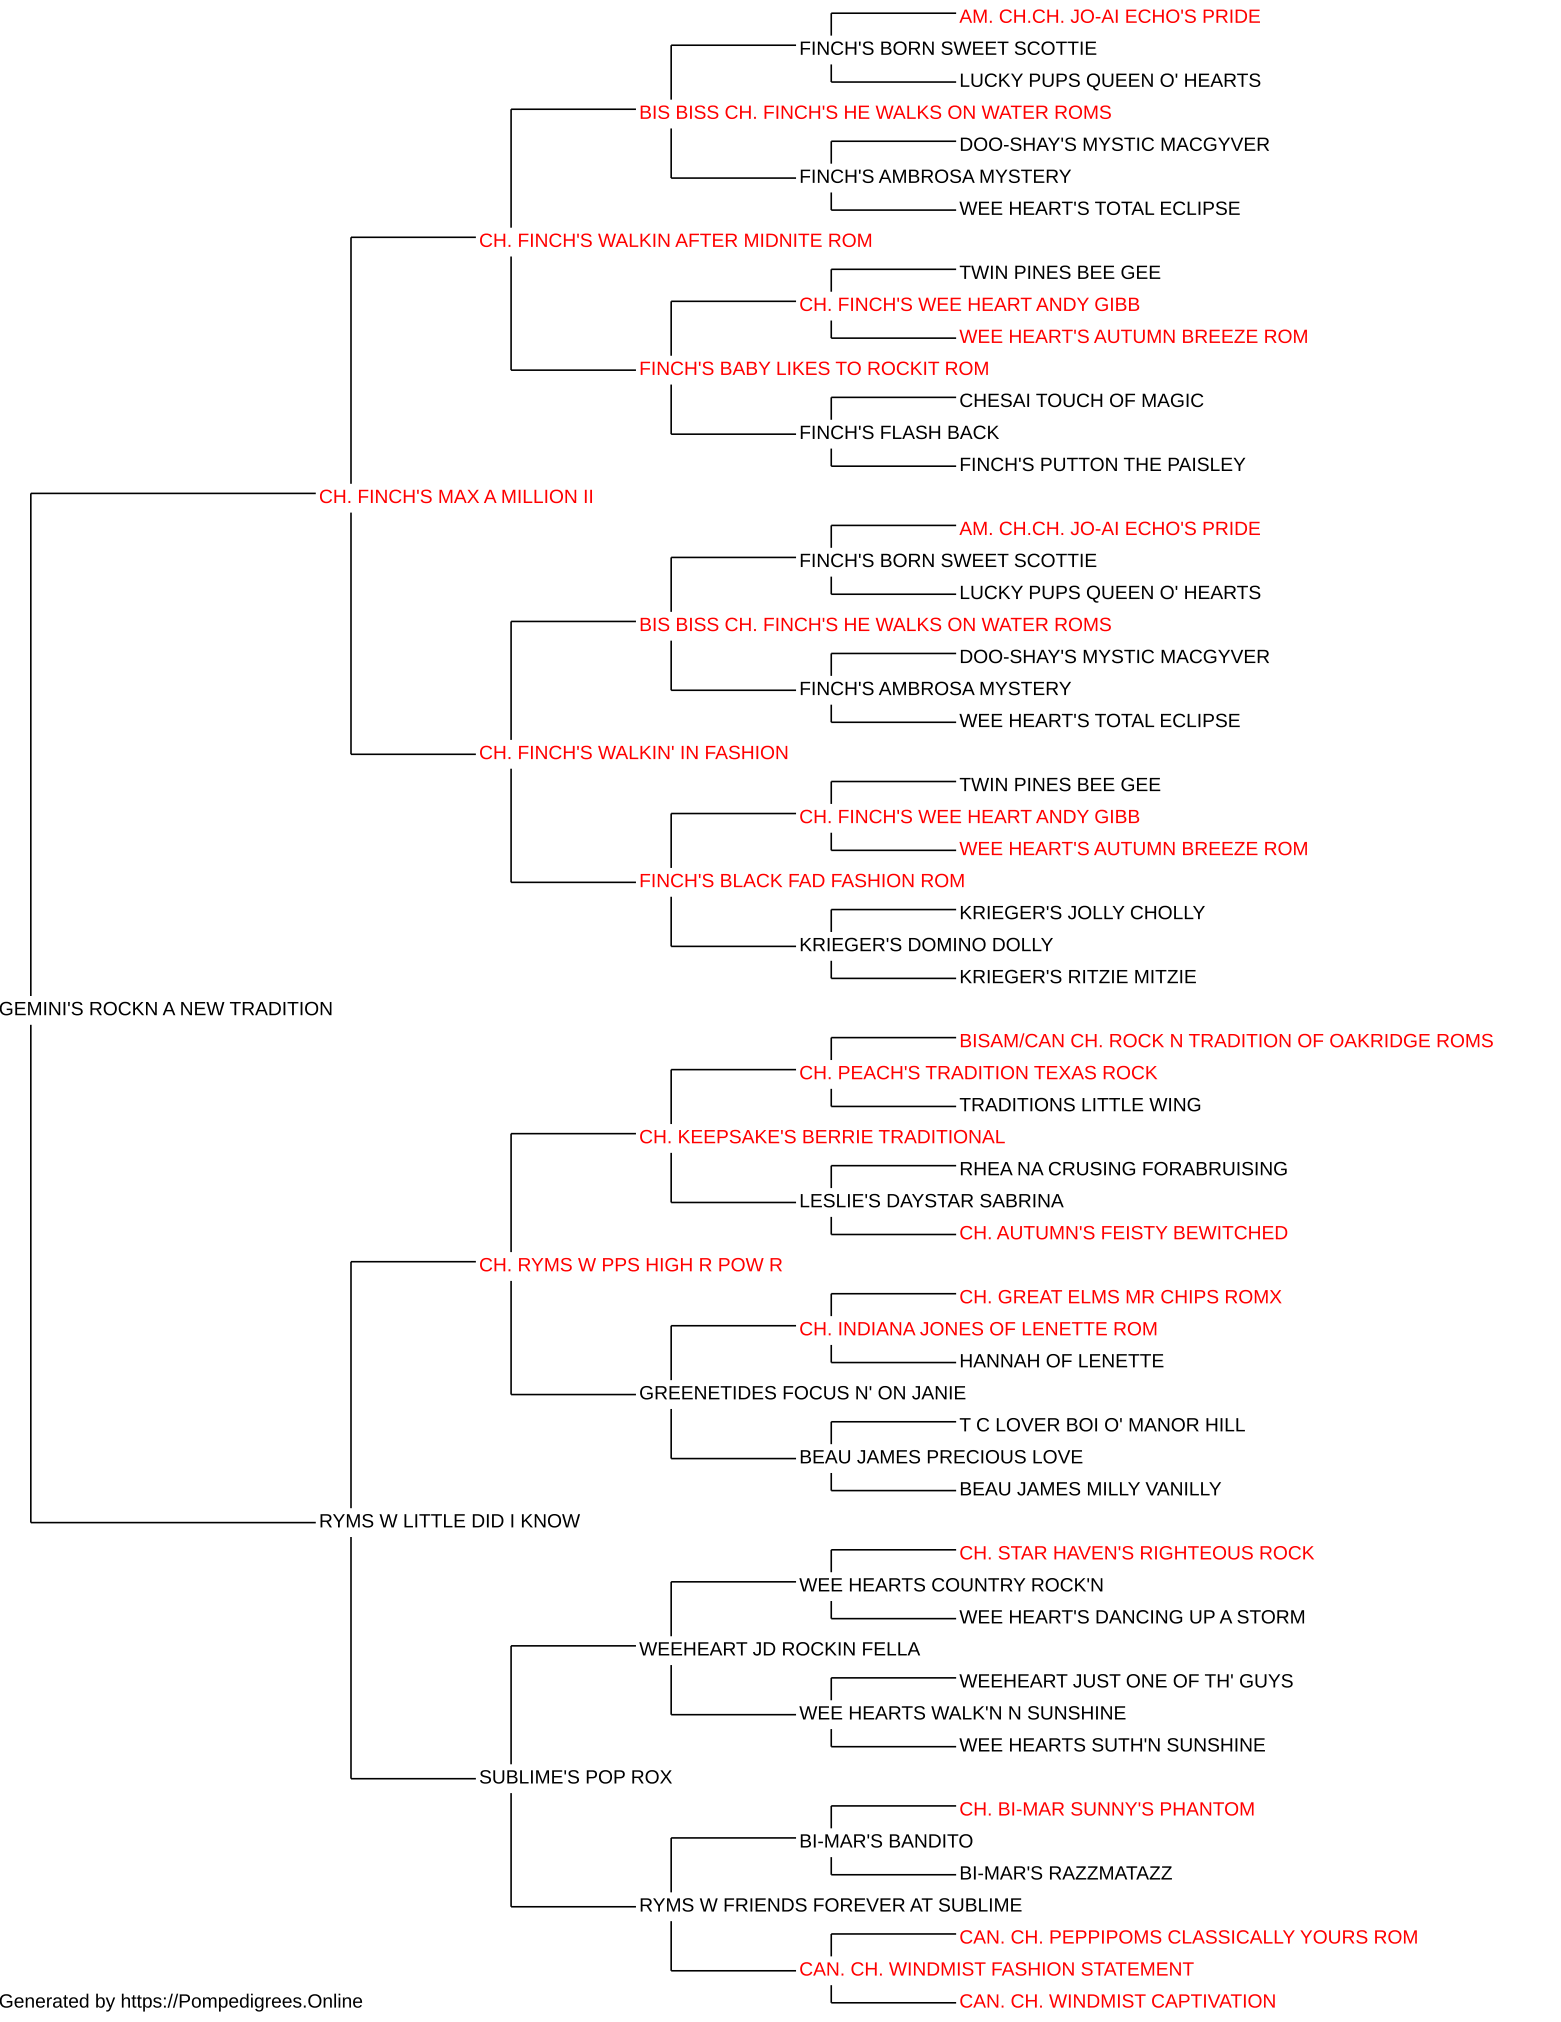 AM. CH.CH. JO-AI ECHO'S PRIDE
FINCH'S BORN SWEET SCOTTIE
LUCKY PUPS QUEEN O' HEARTS
BIS BISS CH. FINCH'S HE WALKS ON WATER ROMS
DOO-SHAY'S MYSTIC MACGYVER
FINCH'S AMBROSA MYSTERY
WEE HEART'S TOTAL ECLIPSE
CH. FINCH'S WALKIN AFTER MIDNITE ROM
TWIN PINES BEE GEE
CH. FINCH'S WEE HEART ANDY GIBB
WEE HEART'S AUTUMN BREEZE ROM
FINCH'S BABY LIKES TO ROCKIT ROM
CHESAI TOUCH OF MAGIC
FINCH'S FLASH BACK
FINCH'S PUTTON THE PAISLEY
CH. FINCH'S MAX A MILLION II
AM. CH.CH. JO-AI ECHO'S PRIDE
FINCH'S BORN SWEET SCOTTIE
LUCKY PUPS QUEEN O' HEARTS
BIS BISS CH. FINCH'S HE WALKS ON WATER ROMS
DOO-SHAY'S MYSTIC MACGYVER
FINCH'S AMBROSA MYSTERY
WEE HEART'S TOTAL ECLIPSE
CH. FINCH'S WALKIN' IN FASHION
TWIN PINES BEE GEE
CH. FINCH'S WEE HEART ANDY GIBB
WEE HEART'S AUTUMN BREEZE ROM
FINCH'S BLACK FAD FASHION ROM
KRIEGER'S JOLLY CHOLLY
KRIEGER'S DOMINO DOLLY
KRIEGER'S RITZIE MITZIE
GEMINI'S ROCKN A NEW TRADITION
BISAM/CAN CH. ROCK N TRADITION OF OAKRIDGE ROMS
CH. PEACH'S TRADITION TEXAS ROCK
TRADITIONS LITTLE WING
CH. KEEPSAKE'S BERRIE TRADITIONAL
RHEA NA CRUSING FORABRUISING
LESLIE'S DAYSTAR SABRINA
CH. AUTUMN'S FEISTY BEWITCHED
CH. RYMS W PPS HIGH R POW R
CH. GREAT ELMS MR CHIPS ROMX
CH. INDIANA JONES OF LENETTE ROM
HANNAH OF LENETTE
GREENETIDES FOCUS N' ON JANIE
T C LOVER BOI O' MANOR HILL
BEAU JAMES PRECIOUS LOVE
BEAU JAMES MILLY VANILLY
RYMS W LITTLE DID I KNOW
CH. STAR HAVEN'S RIGHTEOUS ROCK
WEE HEARTS COUNTRY ROCK'N
WEE HEART'S DANCING UP A STORM
WEEHEART JD ROCKIN FELLA
WEEHEART JUST ONE OF TH' GUYS
WEE HEARTS WALK'N N SUNSHINE
WEE HEARTS SUTH'N SUNSHINE
SUBLIME'S POP ROX
CH. BI-MAR SUNNY'S PHANTOM
BI-MAR'S BANDITO
BI-MAR'S RAZZMATAZZ
RYMS W FRIENDS FOREVER AT SUBLIME
CAN. CH. PEPPIPOMS CLASSICALLY YOURS ROM
CAN. CH. WINDMIST FASHION STATEMENT
CAN. CH. WINDMIST CAPTIVATION
Generated by https://Pompedigrees.Online